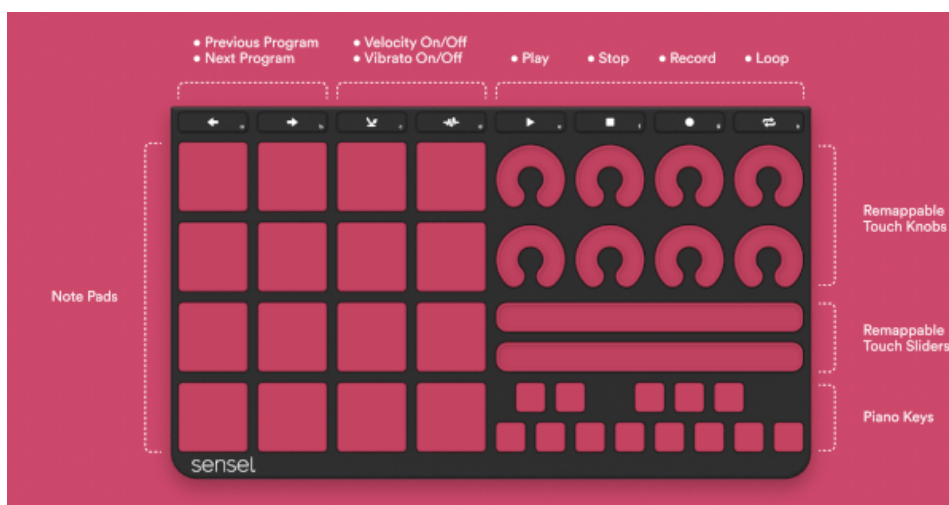 • Previous Program
• Next Program
• Velocity On/Off
• Vibrato On/Off
• Play
• Stop
• Record
• Loop
Remappable
Touch Knobs
Note Pads
Remappable
Touch Sliders
Piano Keys
sensel